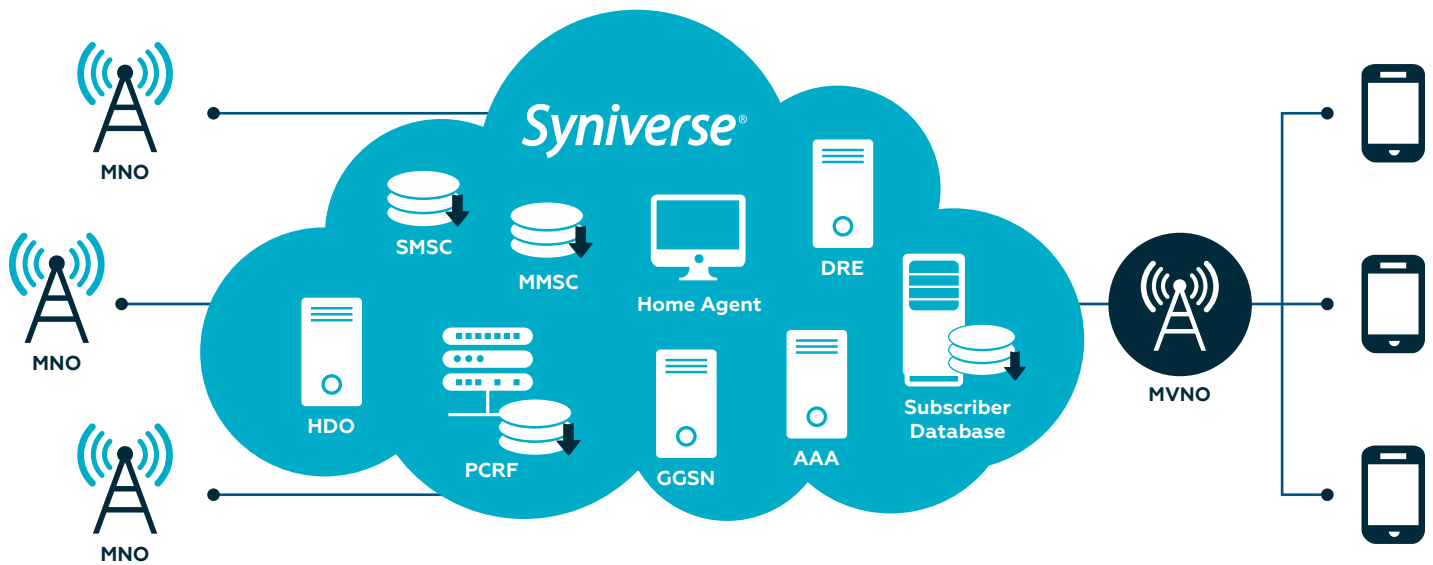 MNO
MNO
MNO
Syniverse®
SMSC
MMSC
Home Agent
DRE
HDO
PCRF
GGSN
AAA
Subscriber
Database
MVNO